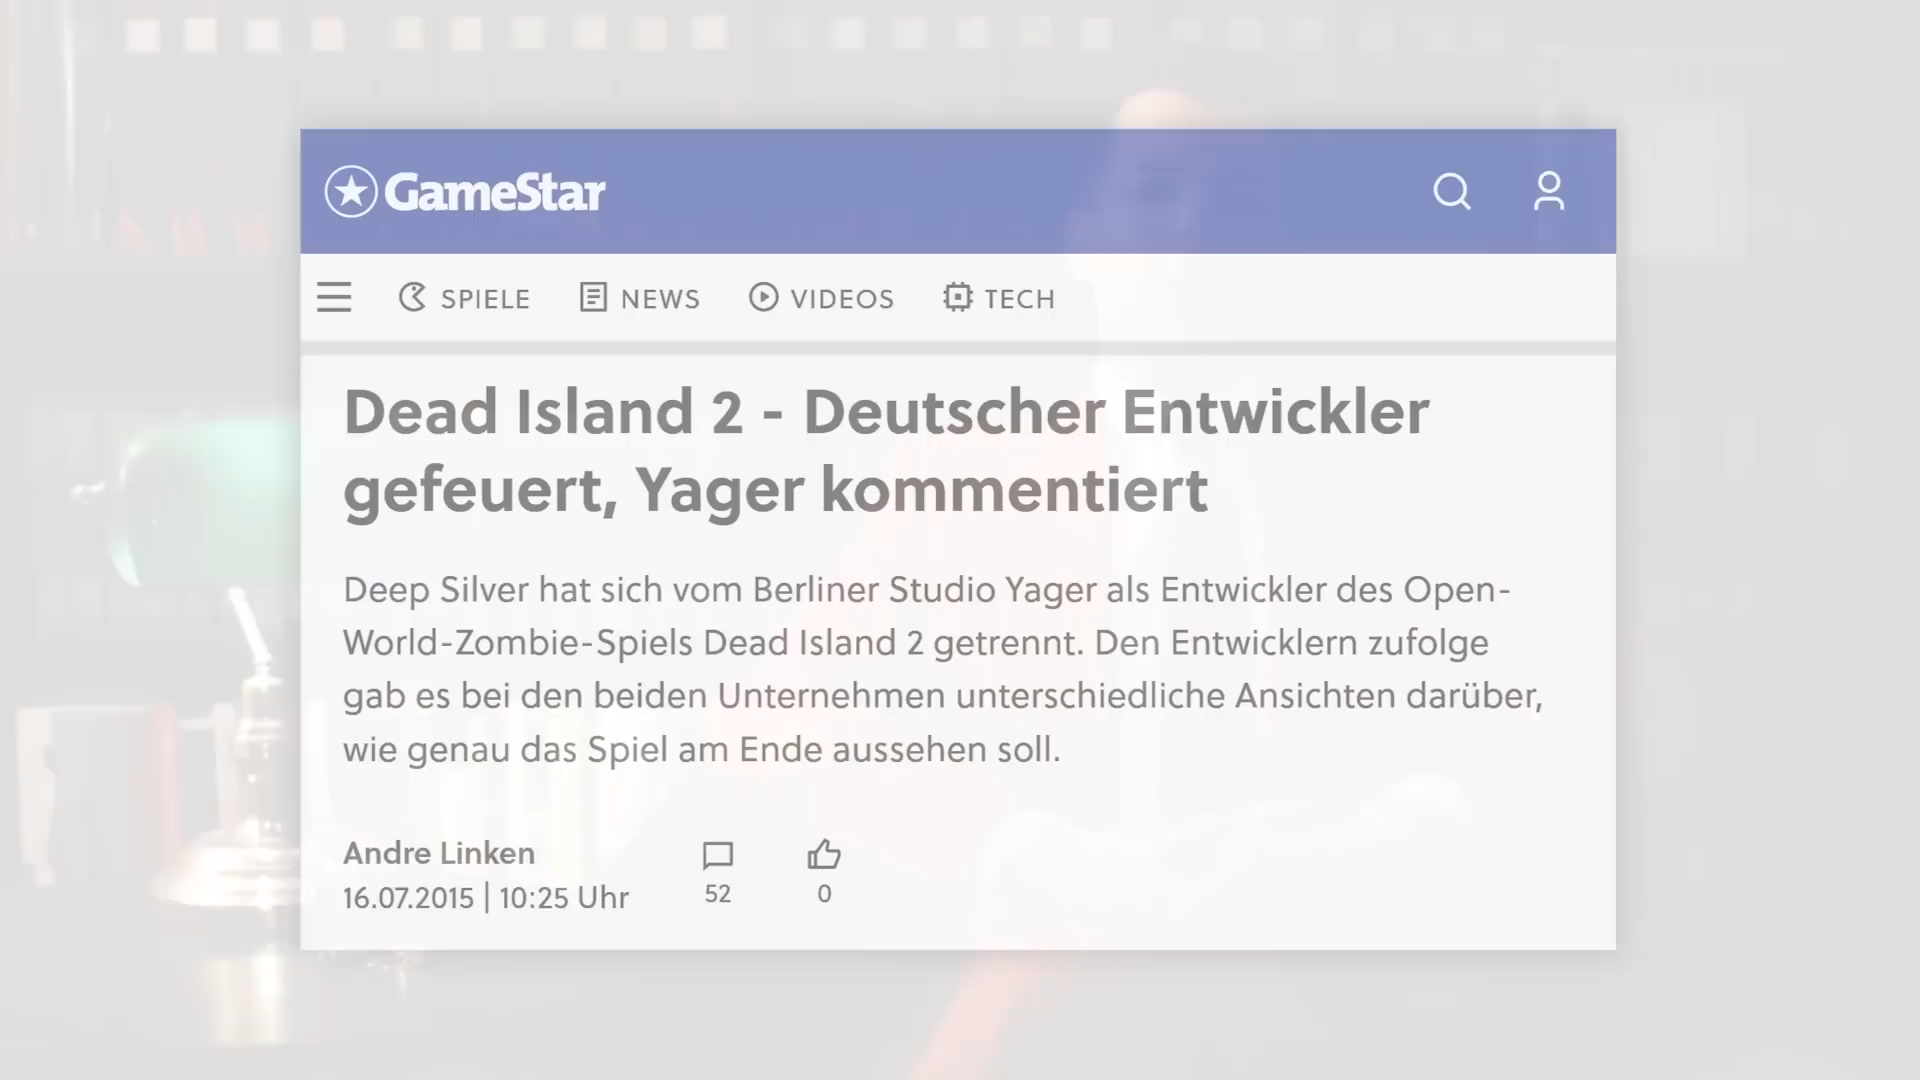 GameStar
SPIELE NEWS VIDEOS TECH
Dead Island 2 - Deutscher Entwickler
gefeuert, Yager kommentiert
Deep Silver hat sich vom Berliner Studio Yager als Entwickler des Open-
World-Zombie-Spiels Dead Island 2 getrennt. Den Entwicklern zufolge
gab es bei den beiden Unternehmen unterschiedliche Ansichten darüber,
wie genau das Spiel am Ende aussehen soll.
Andre Linken
16.07.2015 | 10:25 Uhr
52 0